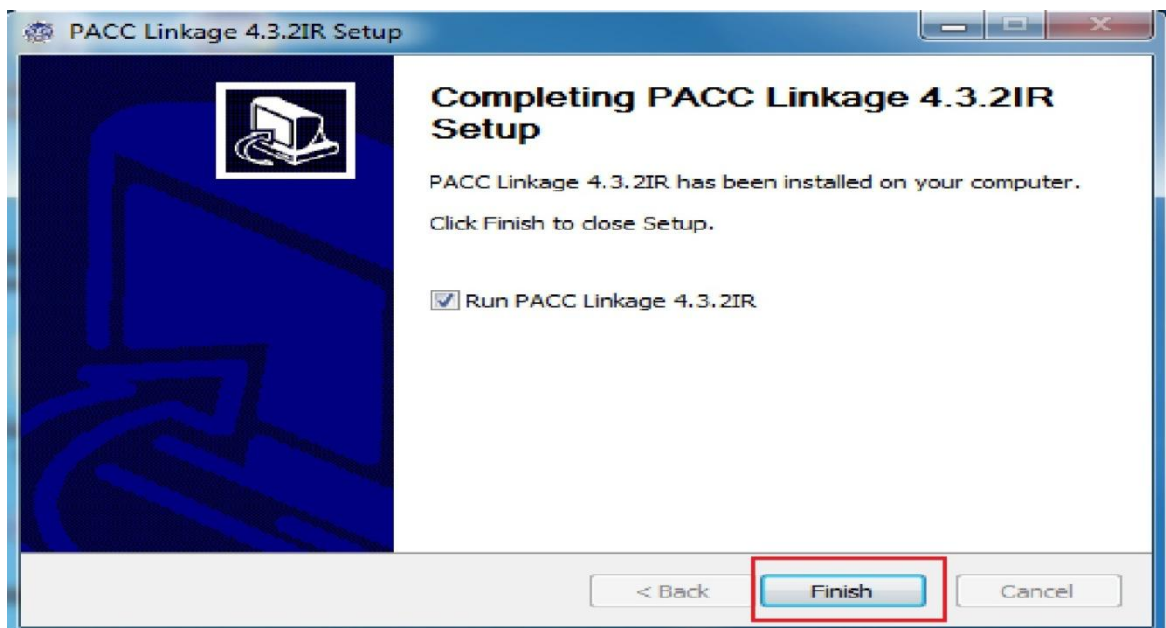 PACC Linkage 4.3.2IR Setup
Completing PACC Linkage 4.3.2IR
Setup
PACC Linkage 4.3.2IR has been installed on your computer.
Click Finish to close Setup.
Run PACC Linkage 4.3.2IR
< Back
Finish
Cancel